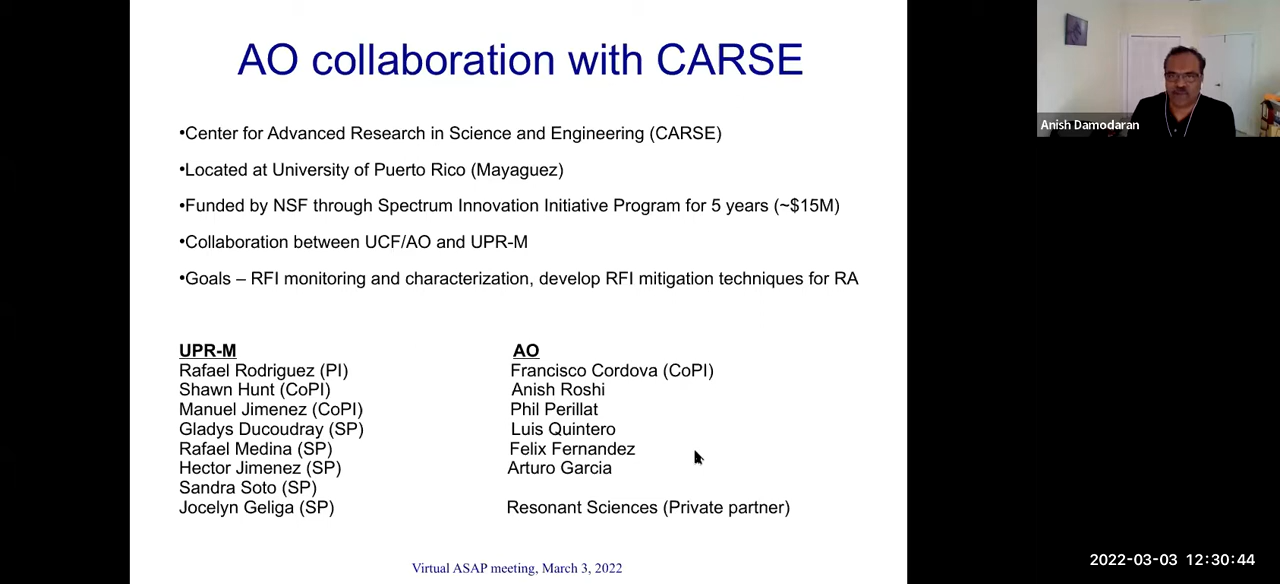 AO collaboration with CARSE
•Center for Advanced Research in Science and Engineering (CARSE)
•Located at University of Puerto Rico (Mayaguez)
•Funded by NSF through Spectrum Innovation Initiative Program for 5 years (~$15M)
•Collaboration between UCF/AO and UPR-M
•Goals – RFI monitoring and characterization, develop RFI mitigation techniques for RA
UPR-M
Rafael Rodriguez (PI)
Shawn Hunt (CoPI)
Manuel Jimenez (CoPI)
Gladys Ducoudray (SP)
Rafael Medina (SP)
Hector Jimenez (SP)
Sandra Soto (SP)
Jocelyn Geliga (SP)
AO
Francisco Cordova (CoPI)
Anish Roshi
Phil Perillat
Luis Quintero
Felix Fernandez
Arturo Garcia
Resonant Sciences (Private partner)
Virtual ASAP meeting, March 3, 2022
Anish Damodaran
2022-03-03 12:30:44